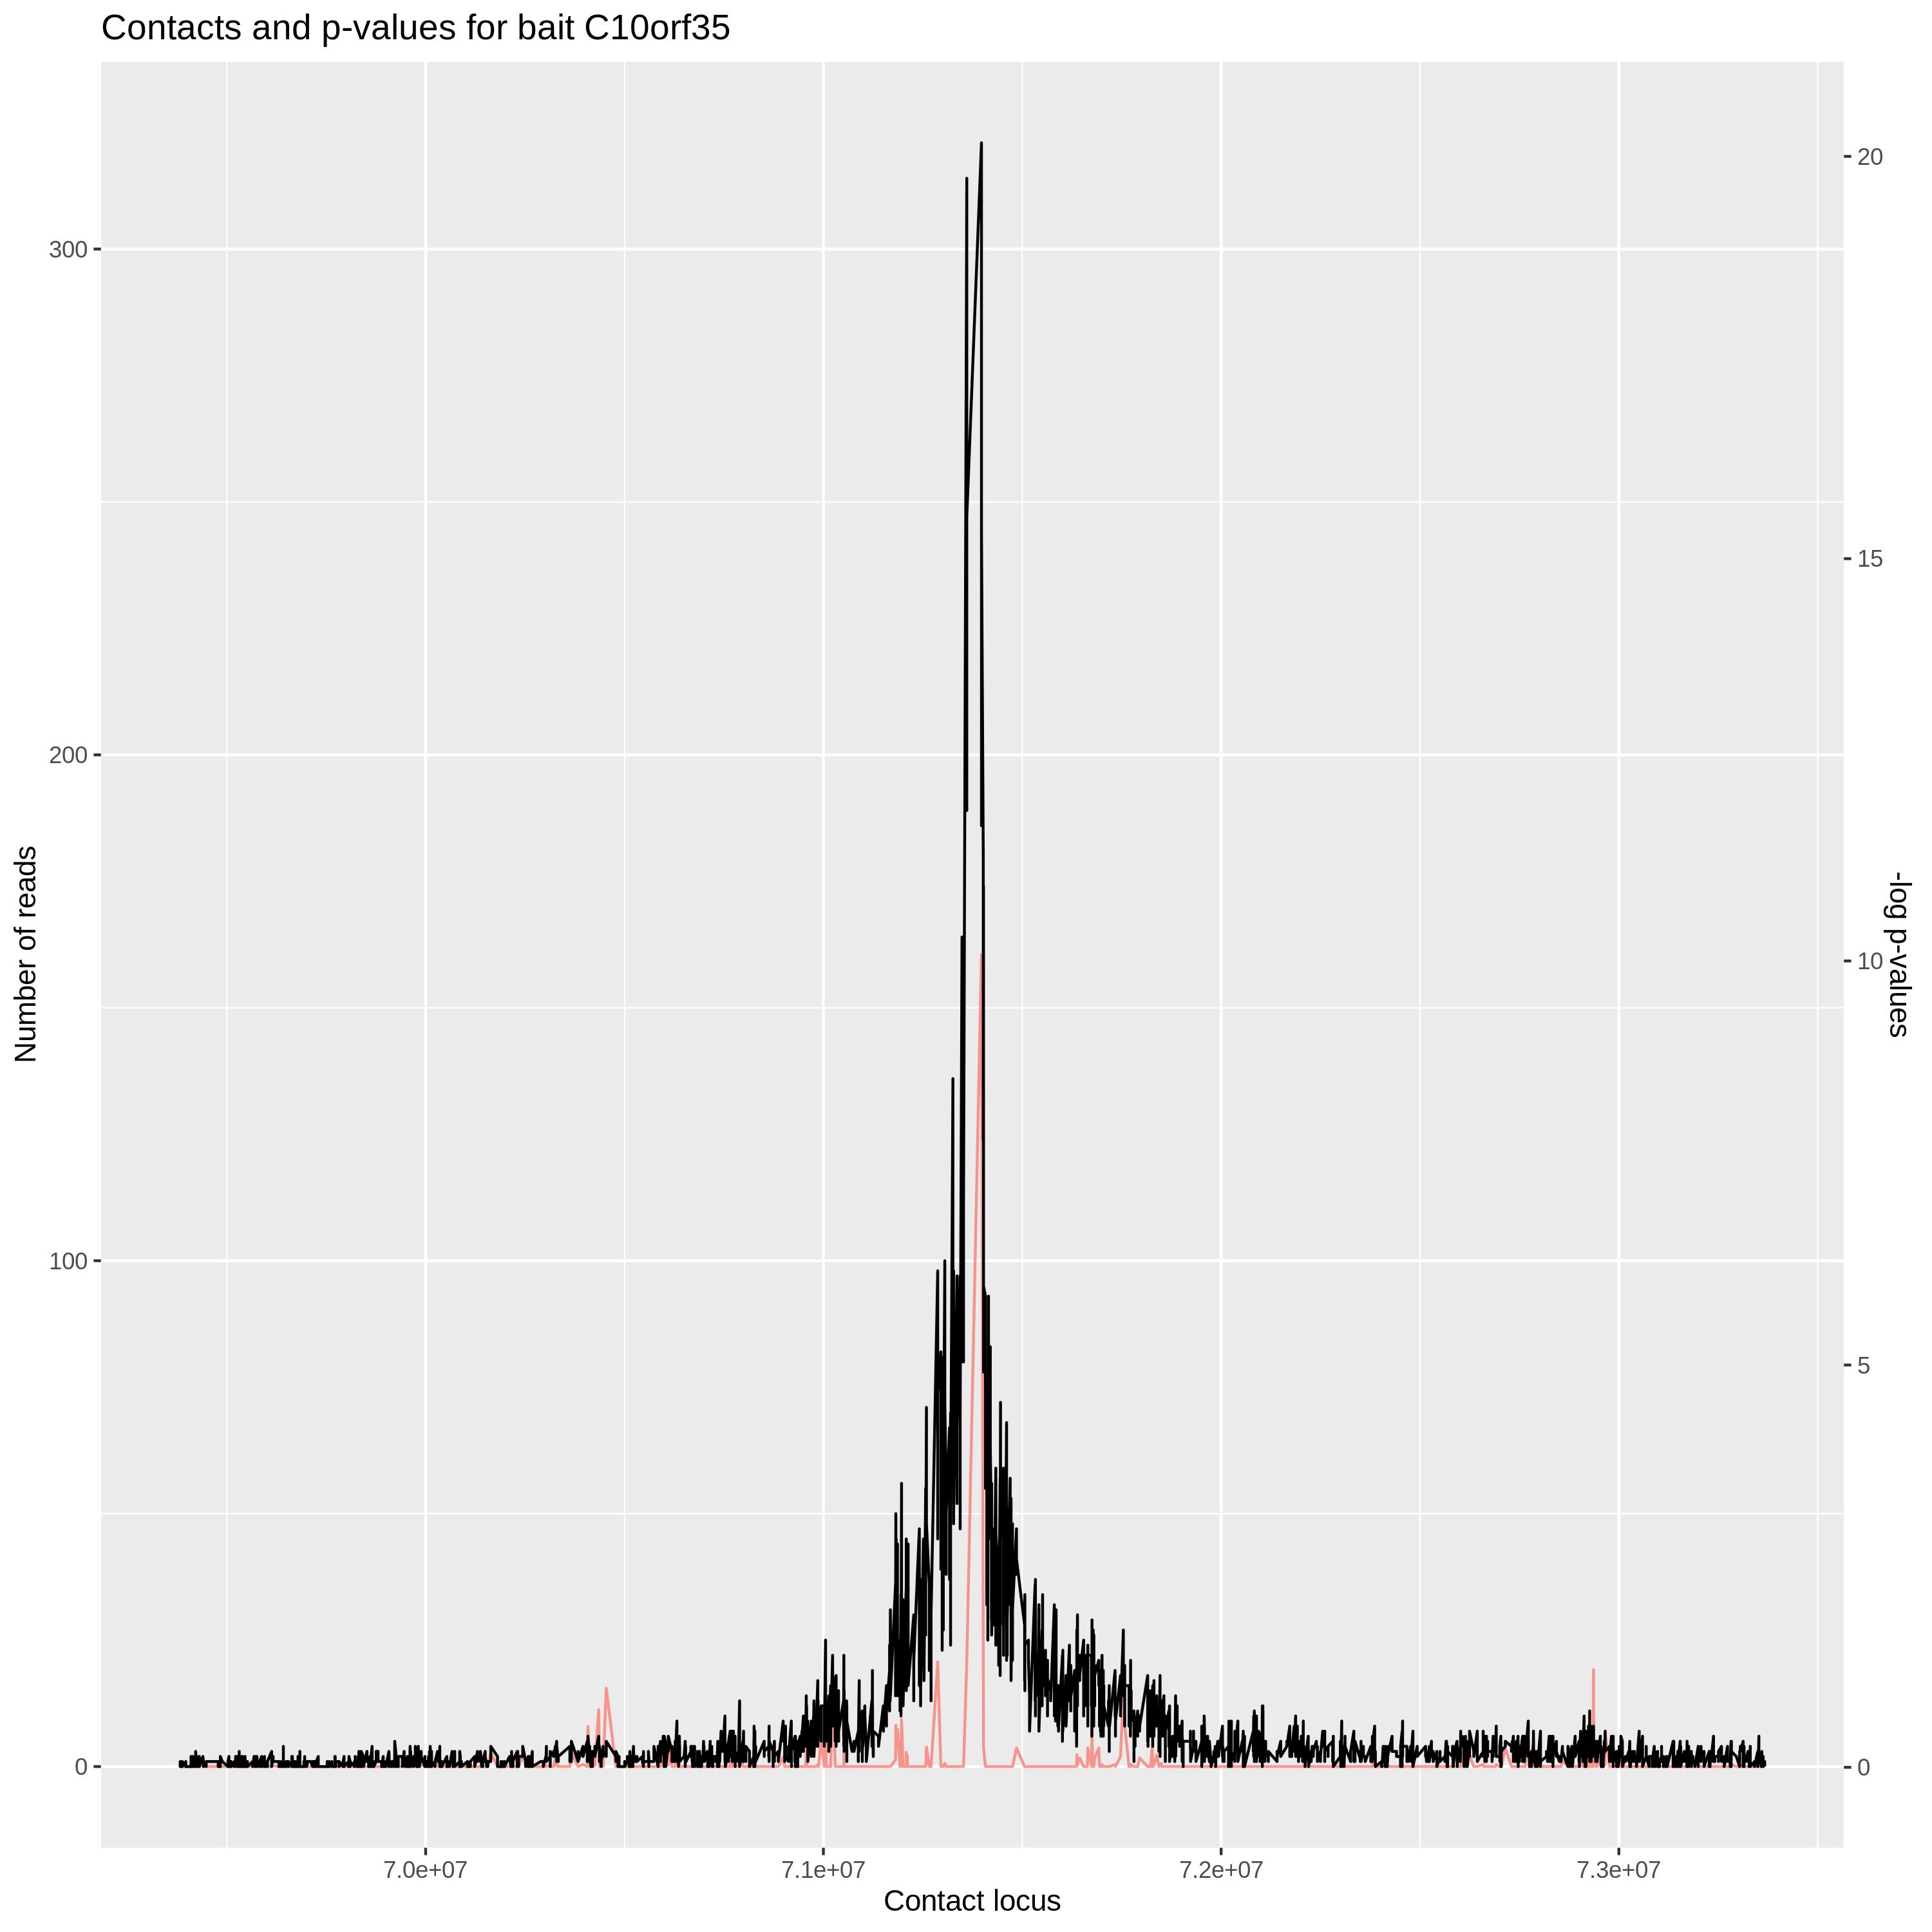 Contacts and p-values for bait C10orf35
300
200
100
0
20
15
10
5
0
Number of reads
-log p-values
7.0e+07
7.1e+07
7.2e+07
7.3e+07
Contact locus